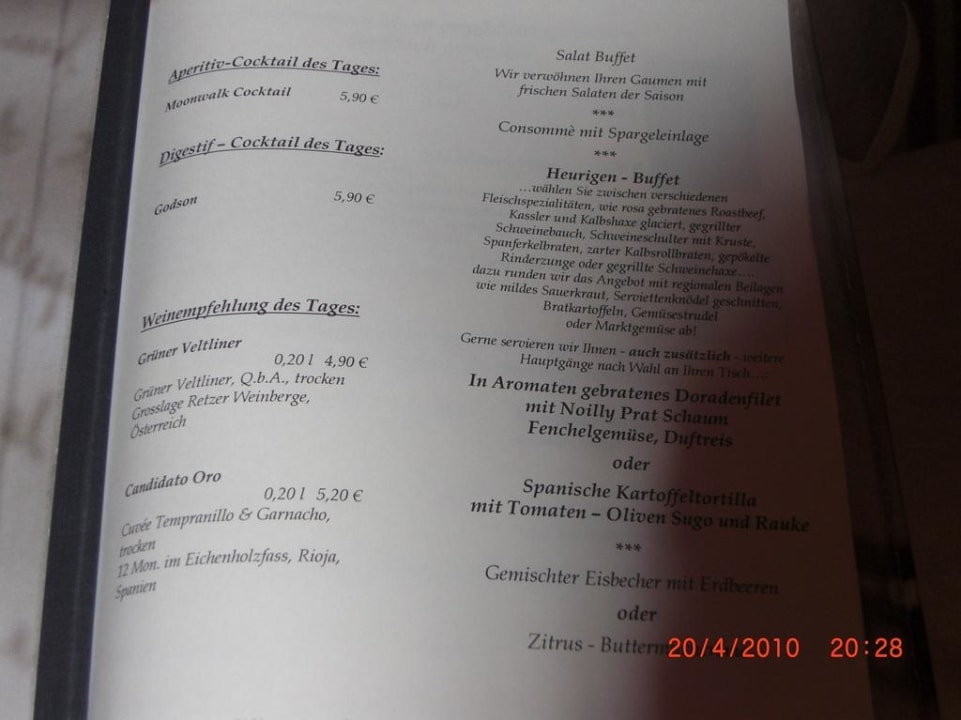 Aperitiv-Cocktail des Tages:
Moonwalk Cocktail 5,90 €
Digestif – Cocktail des Tages:
Godson 5,90 €
Weinempfehlung des Tages:
Grüner Veltliner
0,20 l 4,90 €
Grüner Veltliner, Q.b.A., trocken
Grosslage Retzer Weinberge,
Österreich
Candidato Oro
0,20 l 5,20 €
Cuvée Tempranillo & Garnacho,
trocken
12 Mon. im Eichenholzfass, Rioja,
Spanien
Salat Buffet
Wir verwöhnen Ihren Gaumen mit
frischen Salaten der Saison
***
Consommè mit Spargeleinlage
***
Heurigen - Buffet
...wählen Sie zwischen verschiedenen
Fleischspezialitäten, wie rosa gebratenes Roastbeef,
Kassler und Kalbshaxe glaciert, gegrillter
Schweinebauch, Schweineschulter mit Kruste,
Spanferkelbraten, zarter Kalbsrollbraten, gepökelte
Rinderzunge oder gegrillte Schweinehaxe....
dazu runden wir das Angebot mit regionalen Beilagen
wie mildes Sauerkraut, Serviettenknödel geschnitten,
Bratkartoffeln, Gemüsestrudel
oder Marktgemüse ab!
Gerne servieren wir Ihnen - auch zusätzlich - weitere
Hauptgänge nach Wahl an Ihren Tisch...:
In Aromaten gebratenes Doradenfilet
mit Noilly Prat Schaum
Fenchelgemüse, Duftreis
oder
Spanische Kartoffeltortilla
mit Tomaten – Oliven Sugo und Rauke
***
Gemischter Eisbecher mit Erdbeeren
oder
Zitrus -
20/4/2010 20:28